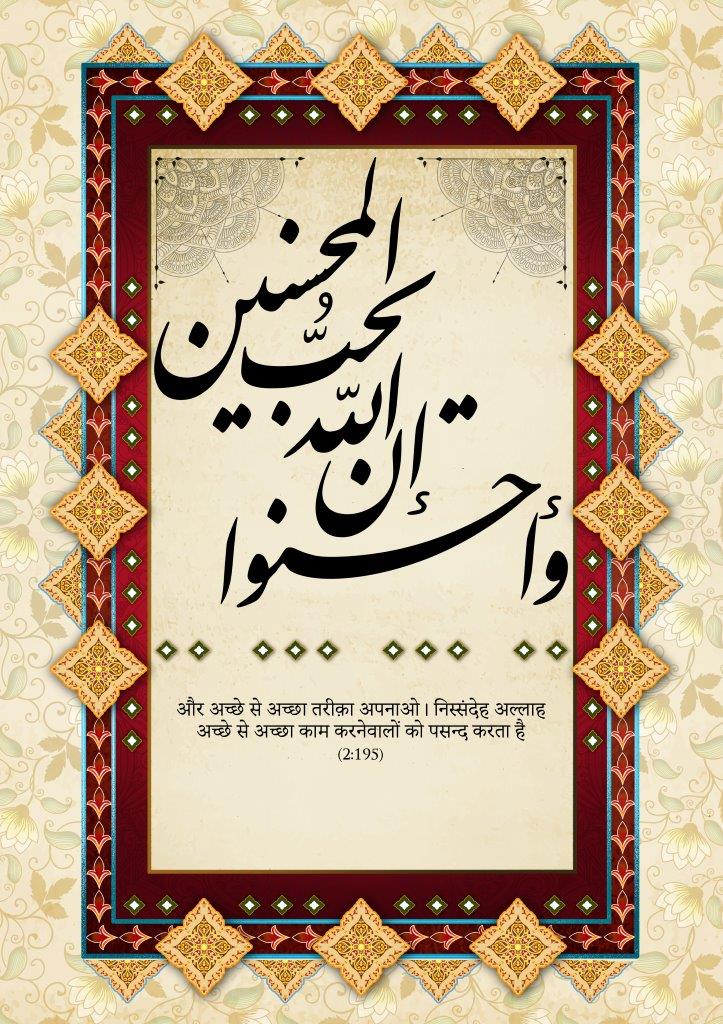 وأحسنوا
إن الله
يحبّ
المحسنين
और अच्छे से अच्छा तरीक़ा अपनाओ। निस्संदेह अल्लाह
अच्छे से अच्छा काम करनेवालों को पसन्द करता है
(2:195)